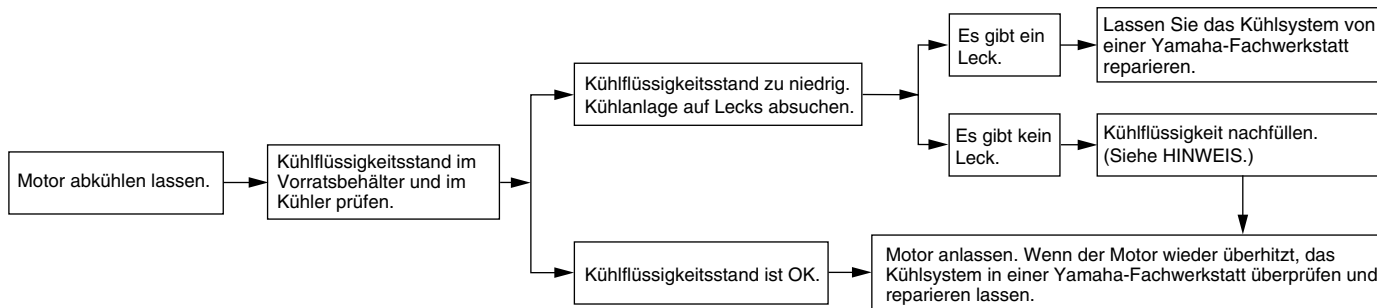 Motor abkühlen lassen.
Kühlflüssigkeitsstand im
Vorratsbehälter und im
Kühler prüfen.
Kühlflüssigkeitsstand zu niedrig.
Kühlanlage auf Lecks absuchen.
Es gibt ein
Leck.
Lassen Sie das Kühlsystem von
einer Yamaha-Fachwerkstatt
reparieren.
Es gibt kein
Leck.
Kühlflüssigkeit nachfüllen.
(Siehe HINWEIS.)
Kühlflüssigkeitsstand ist OK.
Motor anlassen. Wenn der Motor wieder überhitzt, das
Kühlsystem in einer Yamaha-Fachwerkstatt überprüfen und
reparieren lassen.